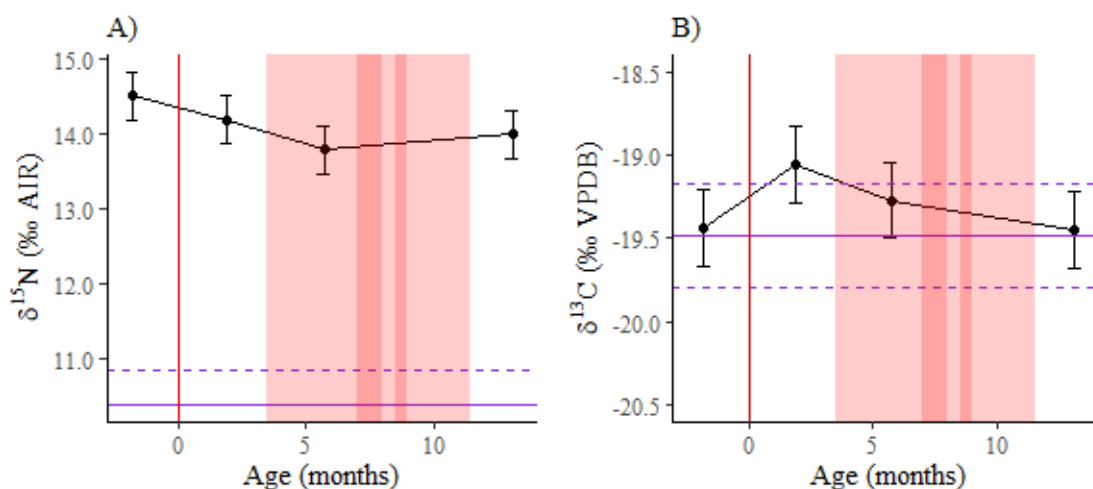 A)
15.0
14.0
13.0
12.0
11.0
δ¹⁵N (‰ AIR)
0 5 10
Age (months)
B)
-18.5
-19.0
-19.5
-20.0
-20.5
δ¹³C (‰ VPDB)
0 5 10
Age (months)